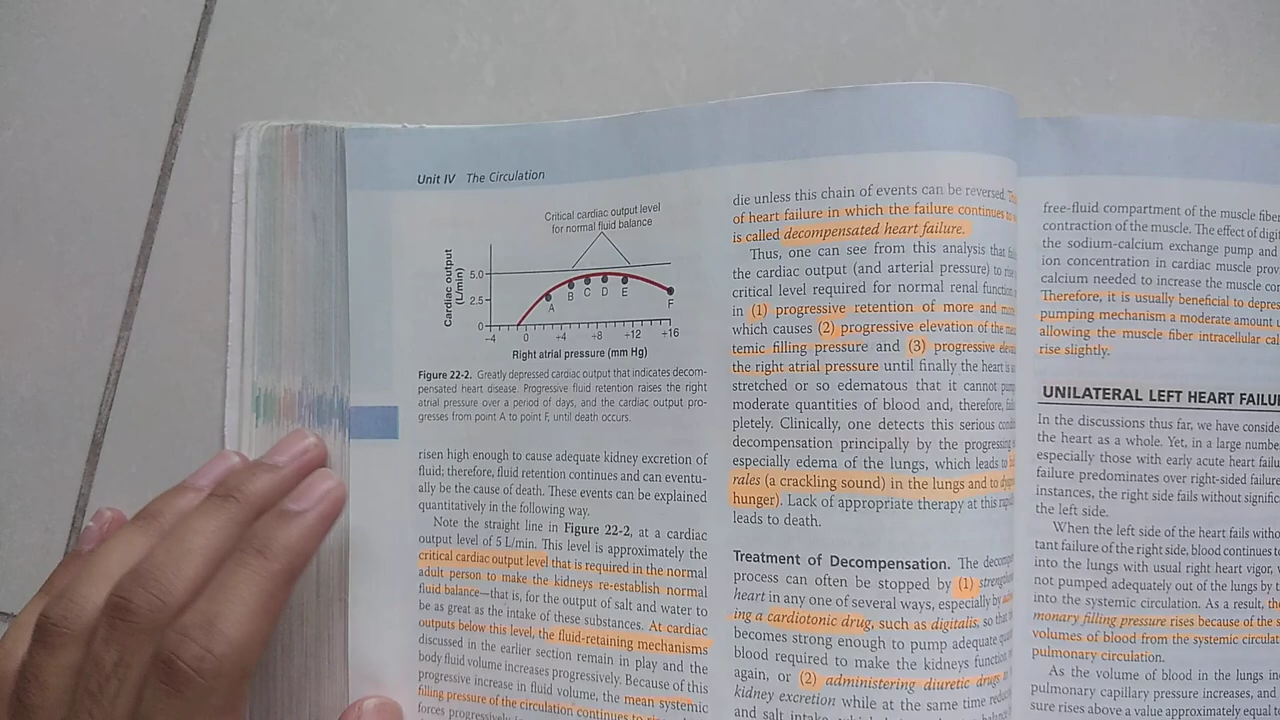 Unit IV The Circulation
Critical cardiac output level
for normal fluid balance
Cardiac output
(L/min)
5.0
2.5
0
A
B
C
D
E
F
−4
0
+4
+8
+12
+16
Right atrial pressure (mm Hg)
Figure 22-2. Greatly depressed cardiac output that indicates decom-
pensated heart disease. Progressive fluid retention raises the right
atrial pressure over a period of days, and the cardiac output pro-
gresses from point A to point F, until death occurs.
risen high enough to cause adequate kidney excretion of
fluid; therefore, fluid retention continues and can eventu-
ally be the cause of death. These events can be explained
quantitatively in the following way.
Note the straight line in Figure 22-2, at a cardiac
output level of 5 L/min. This level is approximately the
critical cardiac output level that is required in the normal
adult person to make the kidneys re-establish normal
fluid balance—that is, for the output of salt and water to
be as great as the intake of these substances. At cardiac
outputs below this level, the fluid-retaining mechanisms
discussed in the earlier section remain in play and the
body fluid volume increases progressively. Because of this
progressive increase in fluid volume, the mean systemic
filling pressure of the circulation continues to
forces progressively
die unless this chain of events can be reversed.
of heart failure in which the failure continues
is called decompensated heart failure.
Thus, one can see from this analysis that
the cardiac output (and arterial pressure) to
critical level required for normal renal function
in (1) progressive retention of more and
which causes (2) progressive elevation of the
temic filling pressure and (3) progressive
the right atrial pressure until finally the heart is
stretched or so edematous that it cannot
moderate quantities of blood and, therefore,
pletely. Clinically, one detects this serious
decompensation principally by the progressing
especially edema of the lungs, which leads to
rales (a crackling sound) in the lungs and to
hunger). Lack of appropriate therapy at this
leads to death.
Treatment of Decompensation. The
process can often be stopped by (1)
heart in any one of several ways, especially by
ing a cardiotonic drug, such as digitalis, so
becomes strong enough to pump adequate
blood required to make the kidneys function
again, or (2) administering diuretic drugs
kidney excretion while at the same time
and salt intake,
free-fluid compartment of the muscle
contraction of the muscle. The effect of
the sodium-calcium exchange pump and
ion concentration in cardiac muscle
calcium needed to increase the muscle
Therefore, it is usually beneficial to
pumping mechanism a moderate amount
allowing the muscle fiber intracellular
rise slightly.
UNILATERAL LEFT HEART
In the discussions thus far, we have
the heart as a whole. Yet, in a large
especially those with early acute heart
failure predominates over right-sided failure
instances, the right side fails without
the left side.
When the left side of the heart fails
tant failure of the right side, blood continues
into the lungs with usual right heart vigor,
not pumped adequately out of the lungs by
into the systemic circulation. As a result,
monary filling pressure rises because of the
volumes of blood from the systemic
pulmonary circulation.
As the volume of blood in the lungs
pulmonary capillary pressure increases, and
sure rises above a value approximately equal